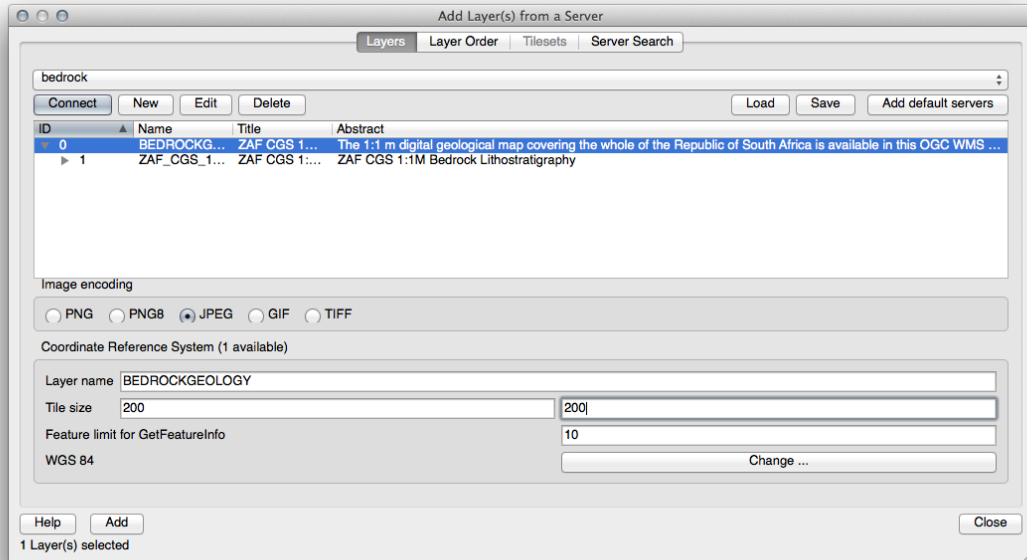 Add Layer(s) from a Server
Layers Layer Order Tilesets Server Search
bedrock
Connect New Edit Delete Load Save Add default servers
ID Name Title Abstract
0 BEDROCKG... ZAF CGS 1... The 1:1 m digital geological map covering the whole of the Republic of South Africa is available in this OGC WMS ...
1 ZAF_CGS_1... ZAF CGS 1:... ZAF CGS 1:1M Bedrock Lithostratigraphy
Image encoding
PNG PNG8 JPEG GIF TIFF
Coordinate Reference System (1 available)
Layer name BEDROCKGEOLOGY
Tile size 200 200
Feature limit for GetFeatureInfo 10
WGS 84 Change ...
Help Add Close
1 Layer(s) selected